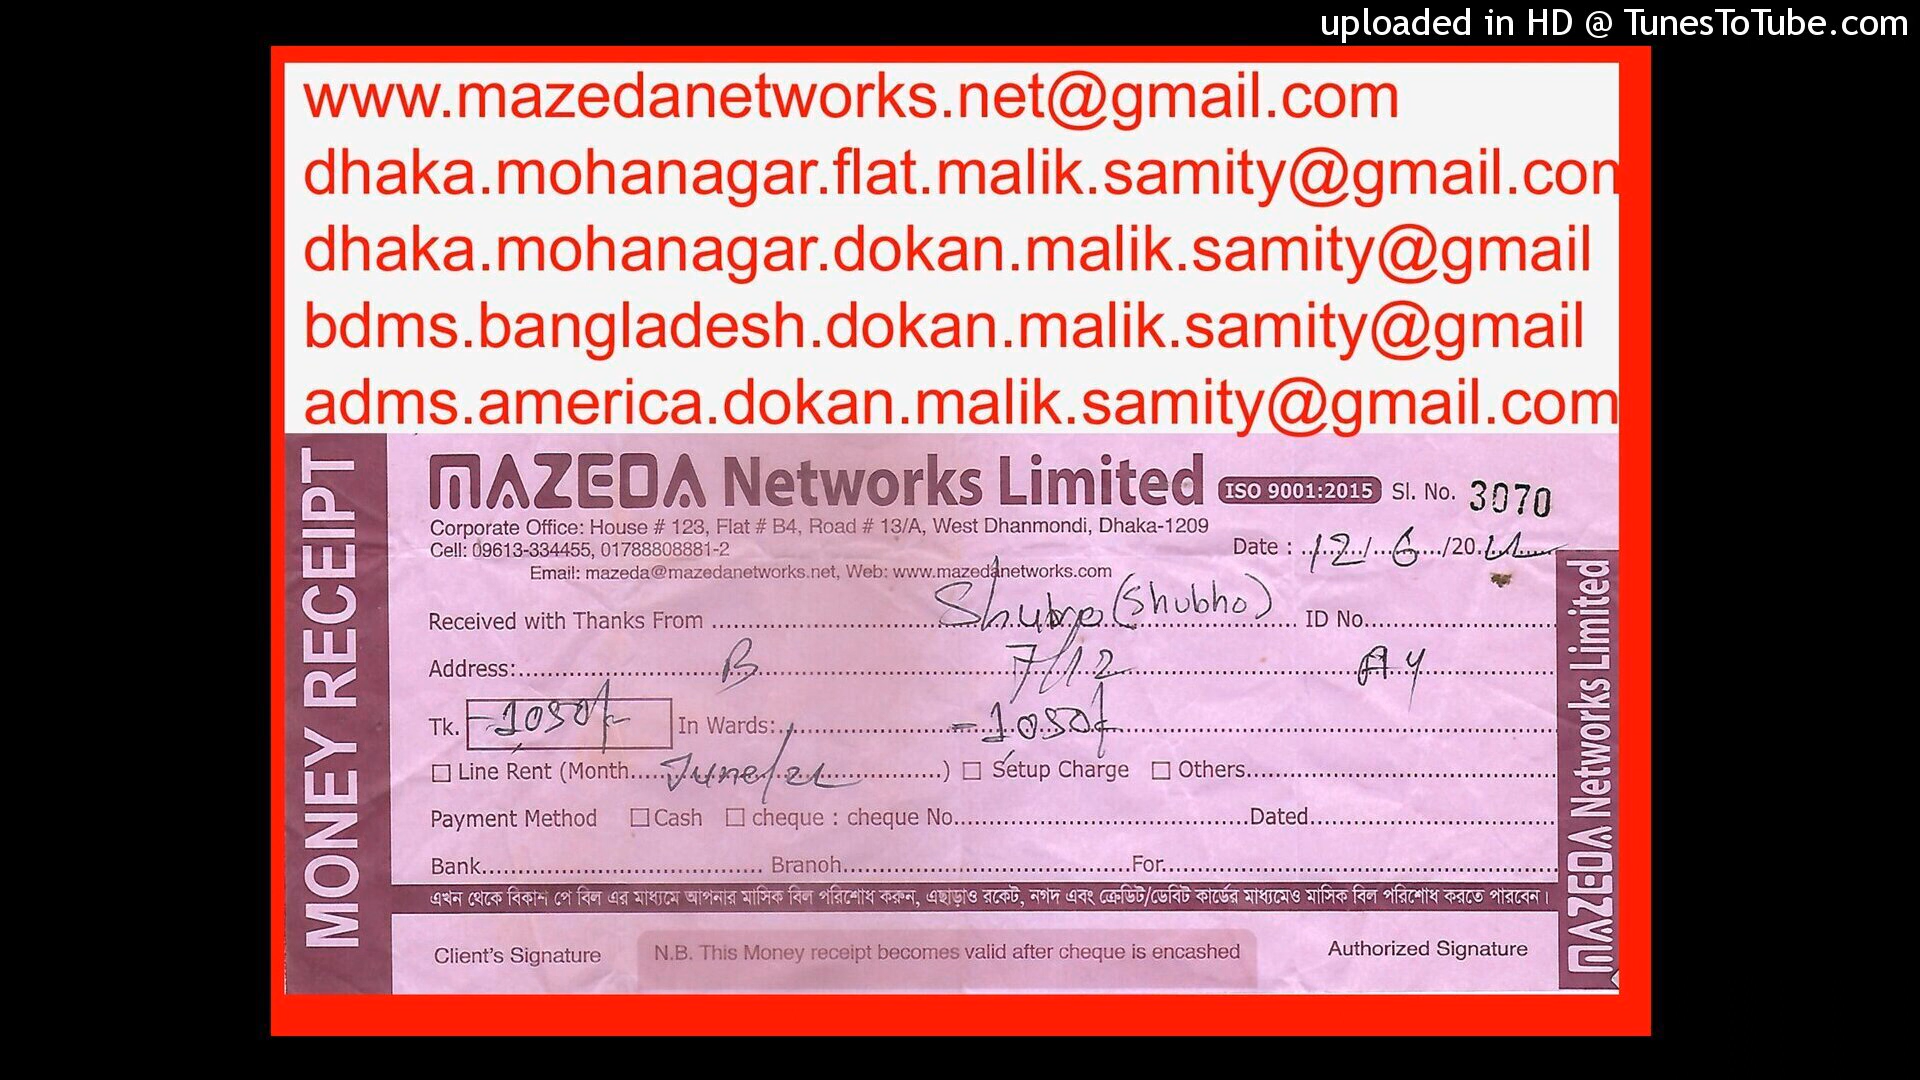 uploaded in HD @ TunesToTube.com
www.mazedanetworks.net@gmail.com
dhaka.mohanagar.flat.malik.samity@gmail.com
dhaka.mohanagar.dokan.malik.samity@gmail
bdms.bangladesh.dokan.malik.samity@gmail
adms.america.dokan.malik.samity@gmail.com
MONEY RECEIPT
MAZEDA Networks Limited ISO 9001:2015 Sl. No. 3070
Corporate Office: House # 123, Flat # B4, Road # 13/A, West Dhanmondi, Dhaka-1209
Cell: 09613-334455, 01788808881-2
Date : 12/6/20
Email: mazeda@mazedanetworks.net, Web: www.mazedanetworks.com
Received with Thanks From Shuvro (Shubho) ID No.
Address: B 7/12 A4
Tk. -1050/- In Wards: -1050/-
Line Rent (Month June/22) Setup Charge Others
Payment Method Cash cheque : cheque No. Dated
Bank Branoh For
এখন থেকে বিকাশ পে বিল এর মাধ্যমে আপনার মাসিক বিল পরিশোধ করুন, এছাড়াও রকেট, নগদ এবং ক্রেডিট/ডেবিট কার্ডের মাধ্যমেও মাসিক বিল পরিশোধ করতে পারবেন।
Client's Signature N.B. This Money receipt becomes valid after cheque is encashed Authorized Signature
MAZEDA Networks Limited